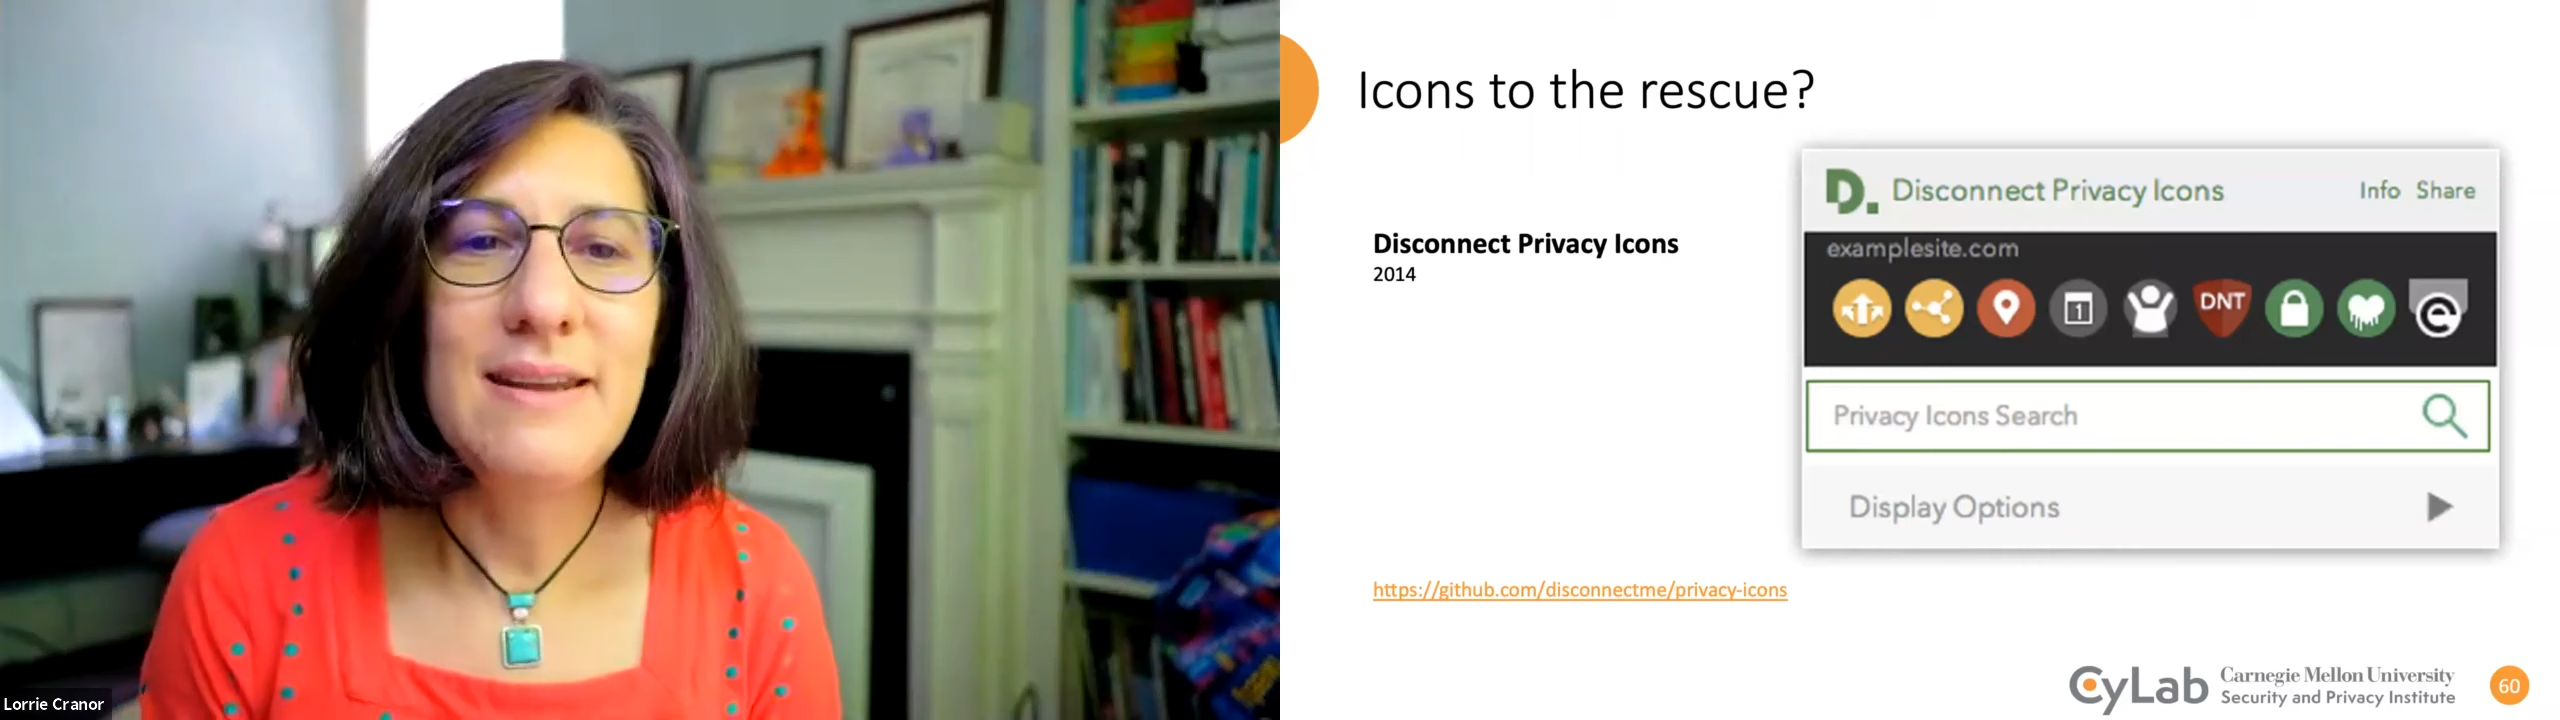 Lorrie Cranor
Icons to the rescue?
Disconnect Privacy Icons
2014
D. Disconnect Privacy Icons
Info Share
examplesite.com
1
DNT
e
Privacy Icons Search
Display Options
https://github.com/disconnectme/privacy-icons
CyLab
Carnegie Mellon University
Security and Privacy Institute
60